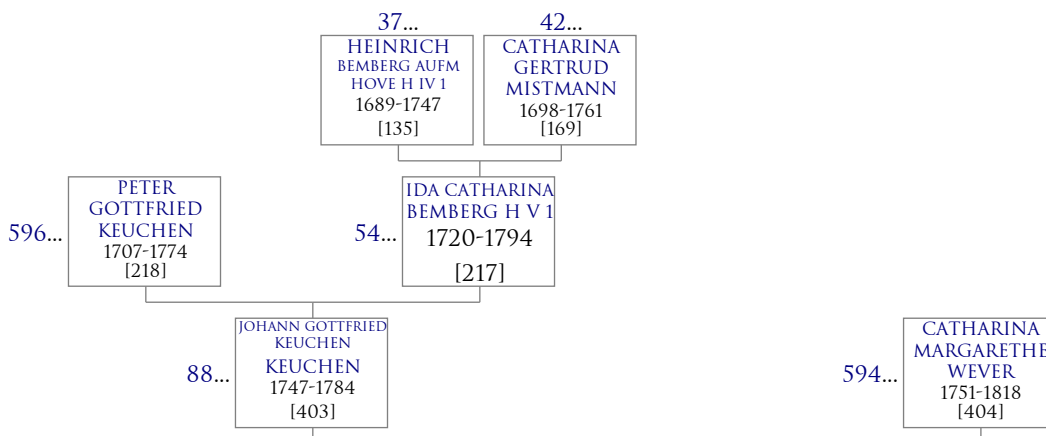 37...
HEINRICH
BEMBERG AUFM
HOVE H IV 1
1689-1747
[135]
42...
CATHARINA
GERTRUD
MISTMANN
1698-1761
[169]
596...
PETER
GOTTFRIED
KEUCHEN
1707-1774
[218]
54...
IDA CATHARINA
BEMBERG H V 1
1720-1794
[217]
88...
JOHANN GOTTFRIED
KEUCHEN
KEUCHEN
1747-1784
[403]
594...
CATHARINA
MARGARETHE
WEVER
1751-1818
[404]